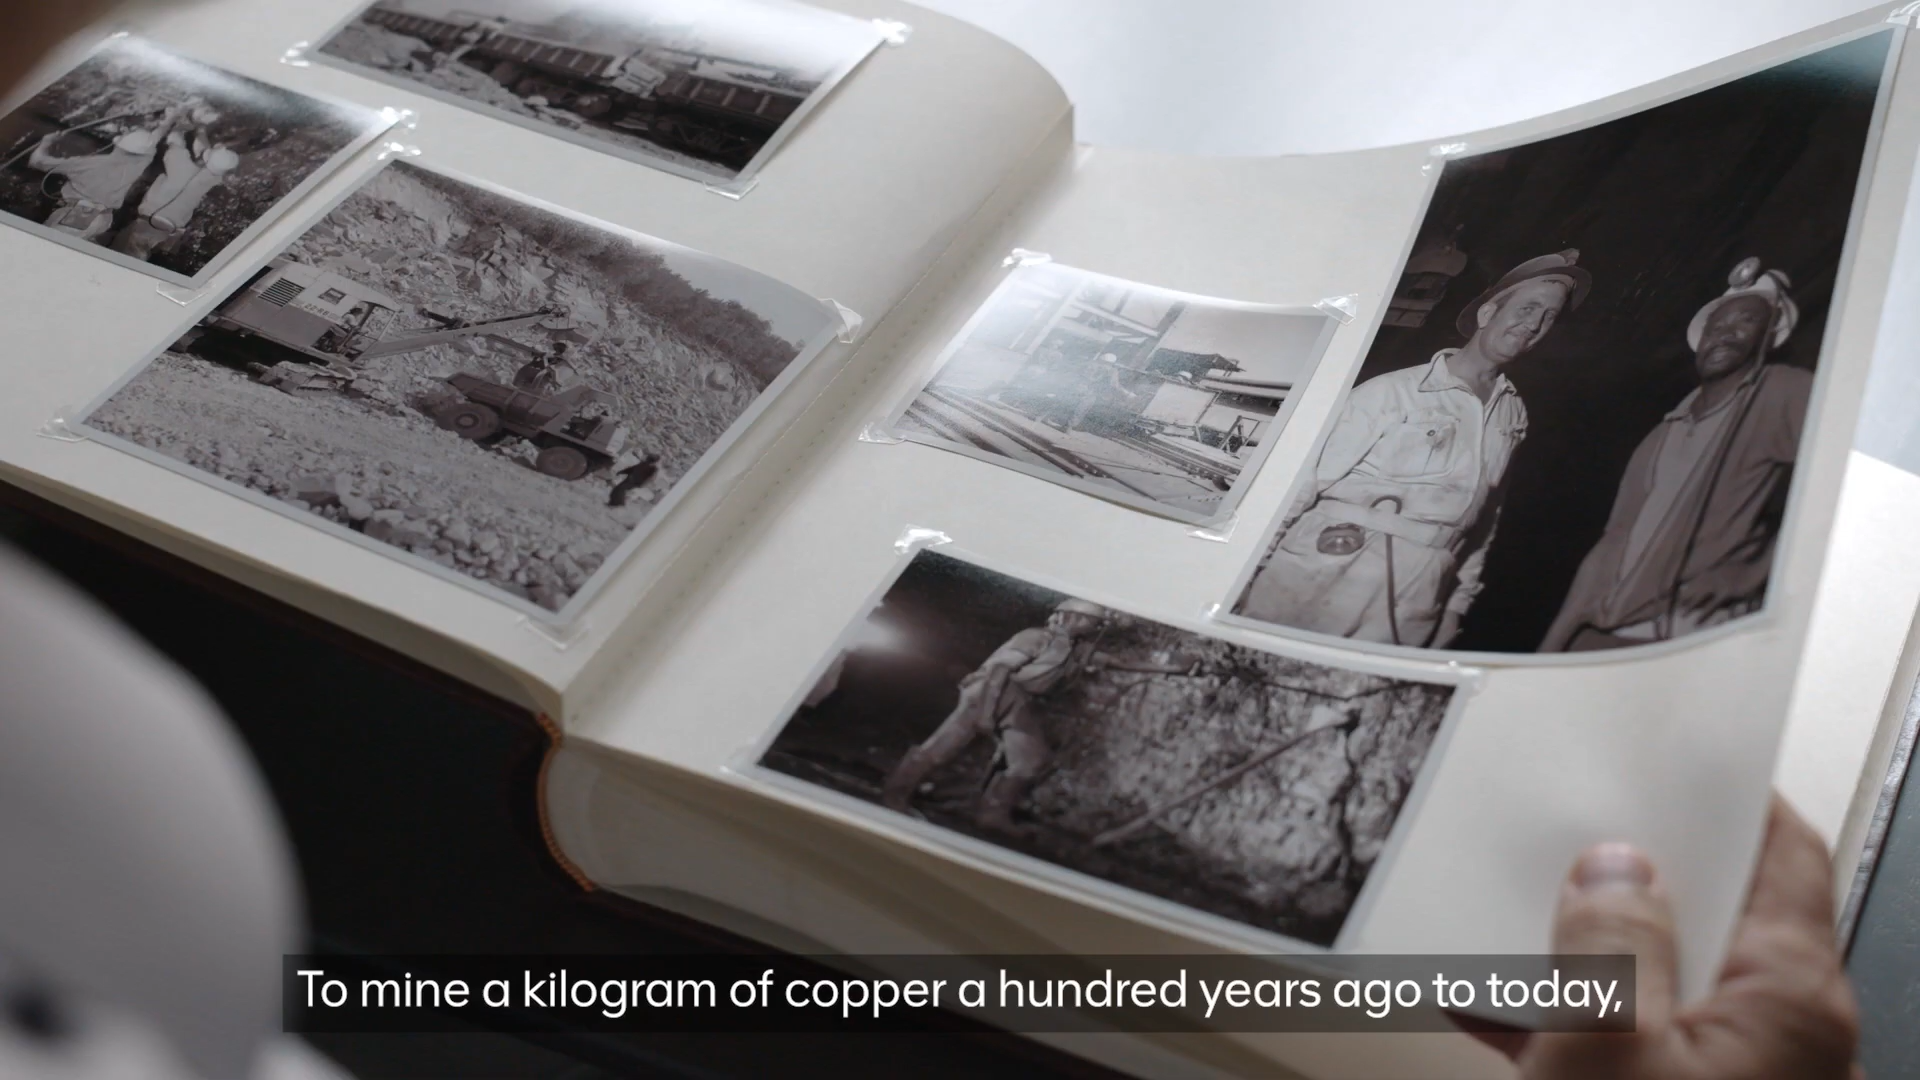 To mine a kilogram of copper a hundred years ago to today,